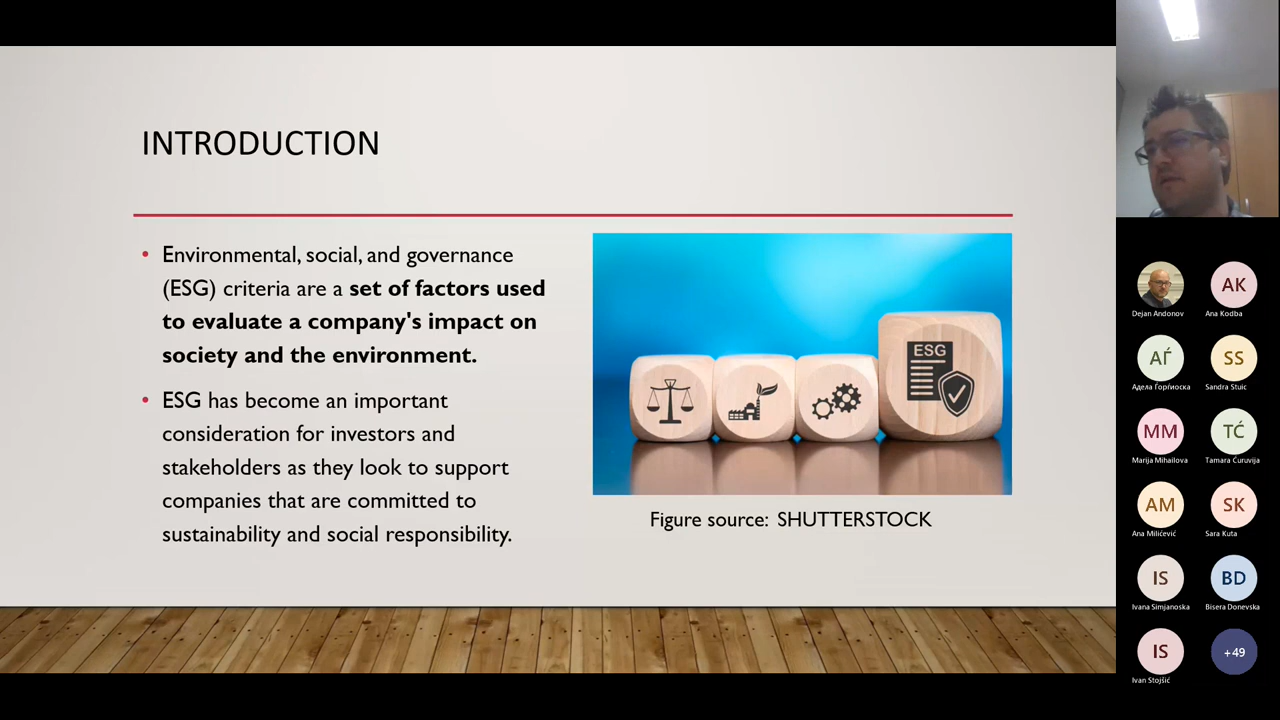 INTRODUCTION
• Environmental, social, and governance
(ESG) criteria are a set of factors used
to evaluate a company's impact on
society and the environment.
• ESG has become an important
consideration for investors and
stakeholders as they look to support
companies that are committed to
sustainability and social responsibility.
ESG
Figure source: SHUTTERSTOCK
Dejan Andonov
AK
Ana Kodba
АЃ
Адела Ѓорѓиоска
SS
Sandra Stuic
MM
Marija Mihailova
TĆ
Tamara Ćuruvija
AM
Ana Milićević
SK
Sara Kuta
IS
Ivana Simjanoska
BD
Bisera Donevska
IS
Ivan Stojšić
+49